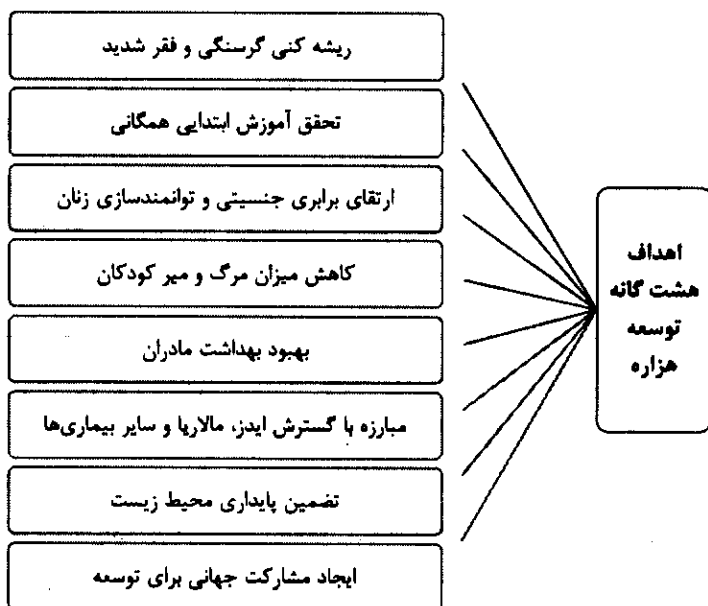 اهداف
هشت گانه
توسعه
هزاره
ریشه کنی گرسنگی و فقر شدید
تحقق آموزش ابتدایی همگانی
ارتقای برابری جنسیتی و توانمندسازی زنان
کاهش میزان مرگ و میر کودکان
بهبود بهداشت مادران
مبارزه با گسترش ایدز، مالاریا و سایر بیماری‌ها
تضمین پایداری محیط زیست
ایجاد مشارکت جهانی برای توسعه